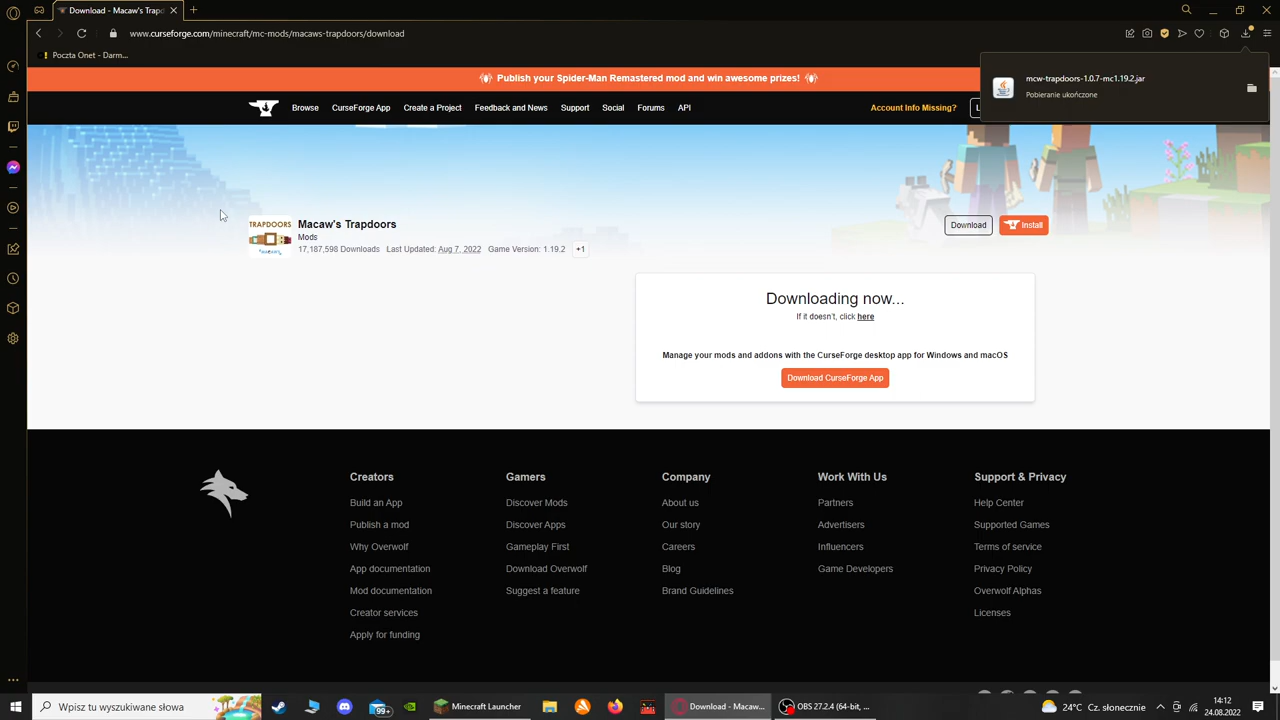 Macaw's Trapd
www.curseforge.com/minecraft/mc-mods/macaws-trapdoors/download
Poczta Onet - Darm...
Publish your Spider-Man Remastered mod and win awesome prizes!
mcw-trapdoors-1.0.7-mc1.19.2.jar
Pobieranie ukończone
Browse CurseForge App Create a Project Feedback and News Support Social Forums API Account Info Missing? L
TRAPDOORS
Macaw's Trapdoors
Mods
17,187,598 Downloads Last Updated: Aug 7, 2022 Game Version: 1.19.2 +1
Download Install
Downloading now...
If it doesn't, click here
Manage your mods and addons with the CurseForge desktop app for Windows and macOS
Download CurseForge App
Creators
Build an App
Publish a mod
Why Overwolf
App documentation
Mod documentation
Creator services
Apply for funding
Gamers
Discover Mods
Discover Apps
Gameplay First
Download Overwolf
Suggest a feature
Company
About us
Our story
Careers
Blog
Brand Guidelines
Work With Us
Partners
Advertisers
Influencers
Game Developers
Support & Privacy
Help Center
Supported Games
Terms of service
Privacy Policy
Overwolf Alphas
Licenses
Wpisz tu wyszukiwane słowa
99+
Minecraft Launcher
Download - Macaw...
OBS 27.2.4 (64-bit, ...
24°C Cz. słonecznie
14:12
24.08.2022